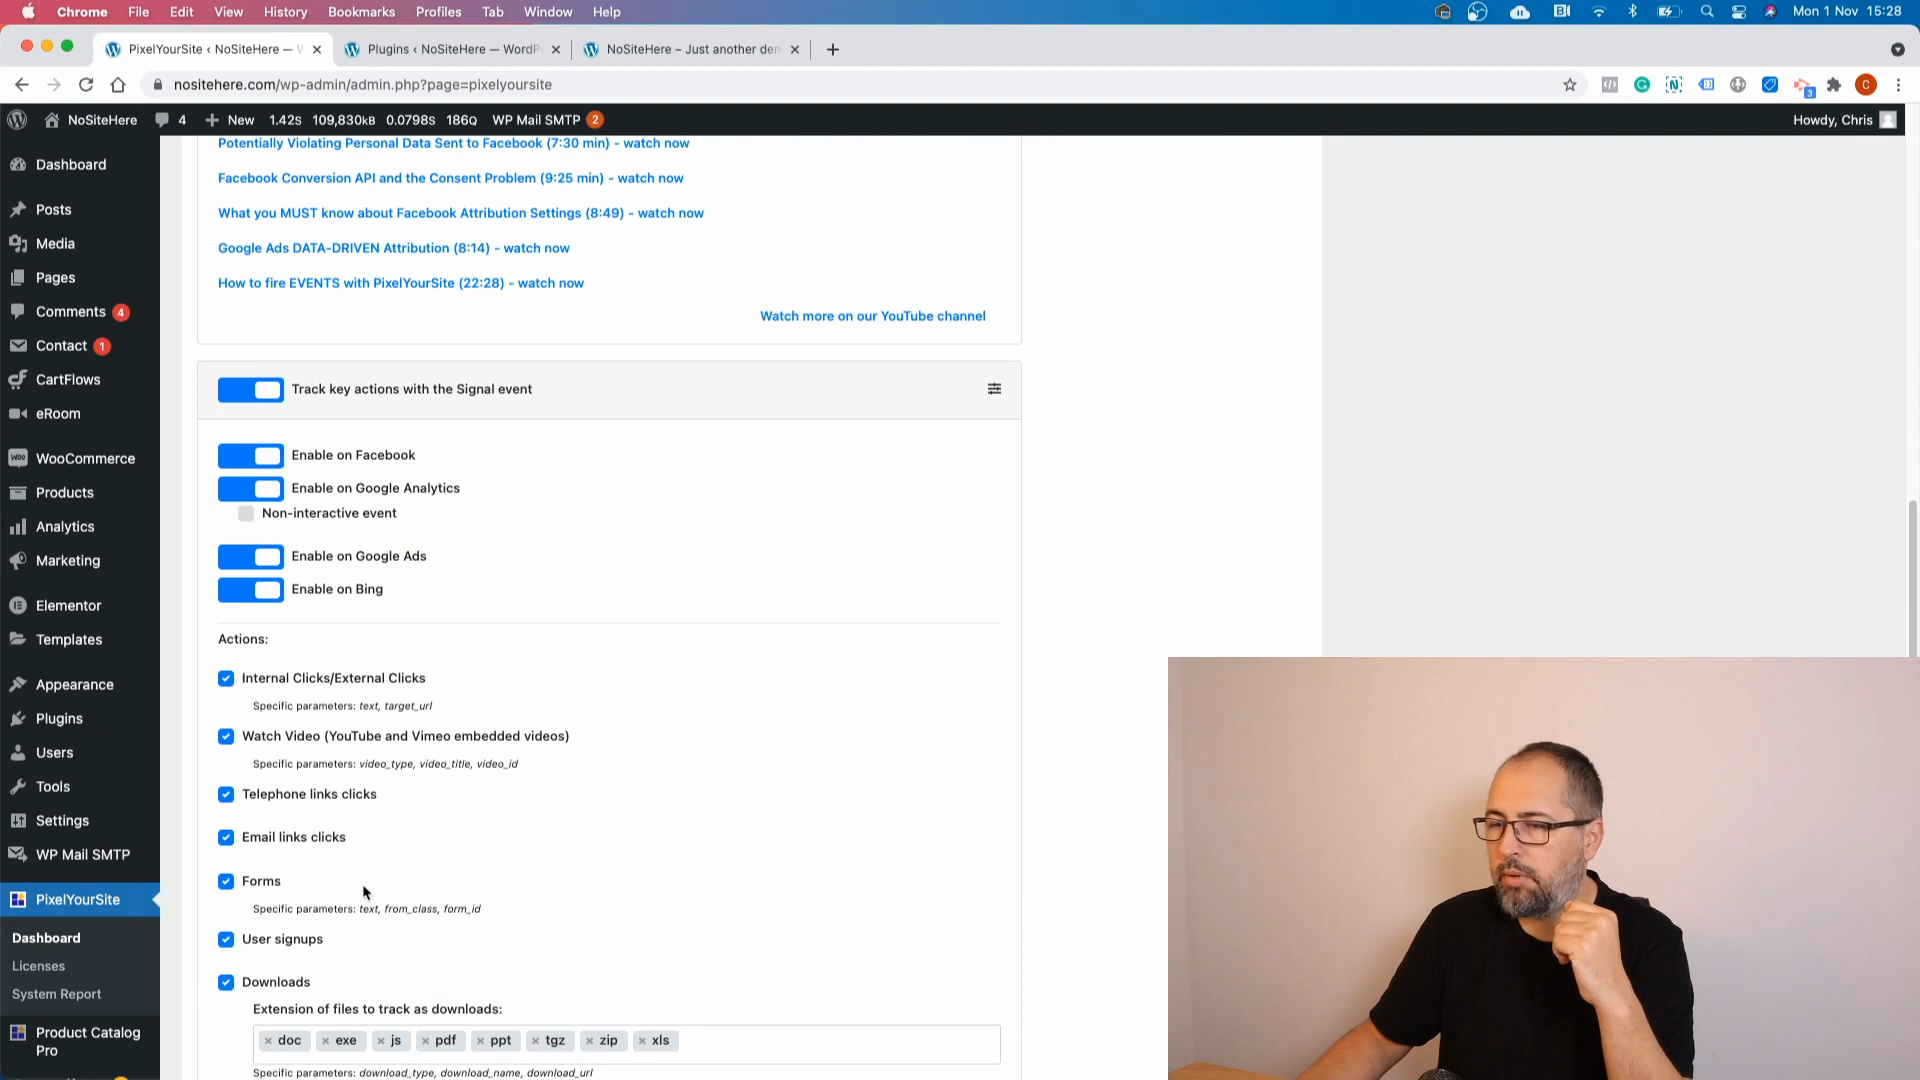 Chrome File Edit View History Bookmarks Profiles Tab Window Help Mon 1 Nov 15:28
PixelYourSite ‹ NoSiteHere — W
Plugins ‹ NoSiteHere — WordP
NoSiteHere – Just another dem
nositehere.com/wp-admin/admin.php?page=pixelyoursite
C
3
NoSiteHere 4 New 1.42S 109,830KB 0.0798S 186Q WP Mail SMTP 2 Howdy, Chris
Dashboard
Posts
Media
Pages
Comments 4
Contact 1
CartFlows
eRoom
WooCommerce
Products
Analytics
Marketing
Elementor
Templates
Appearance
Plugins
Users
Tools
Settings
WP Mail SMTP
PixelYourSite
Dashboard
Licenses
System Report
Product Catalog
Pro
Potentially Violating Personal Data Sent to Facebook (7:30 min) - watch now
Facebook Conversion API and the Consent Problem (9:25 min) - watch now
What you MUST know about Facebook Attribution Settings (8:49) - watch now
Google Ads DATA-DRIVEN Attribution (8:14) - watch now
How to fire EVENTS with PixelYourSite (22:28) - watch now
Watch more on our YouTube channel
Track key actions with the Signal event
Enable on Facebook
Enable on Google Analytics
Non-interactive event
Enable on Google Ads
Enable on Bing
Actions:
Internal Clicks/External Clicks
Specific parameters: text, target_url
Watch Video (YouTube and Vimeo embedded videos)
Specific parameters: video_type, video_title, video_id
Telephone links clicks
Email links clicks
Forms
Specific parameters: text, from_class, form_id
User signups
Downloads
Extension of files to track as downloads:
× doc × exe × js × pdf × ppt × tgz × zip × xls
Specific parameters: download_type, download_name, download_url